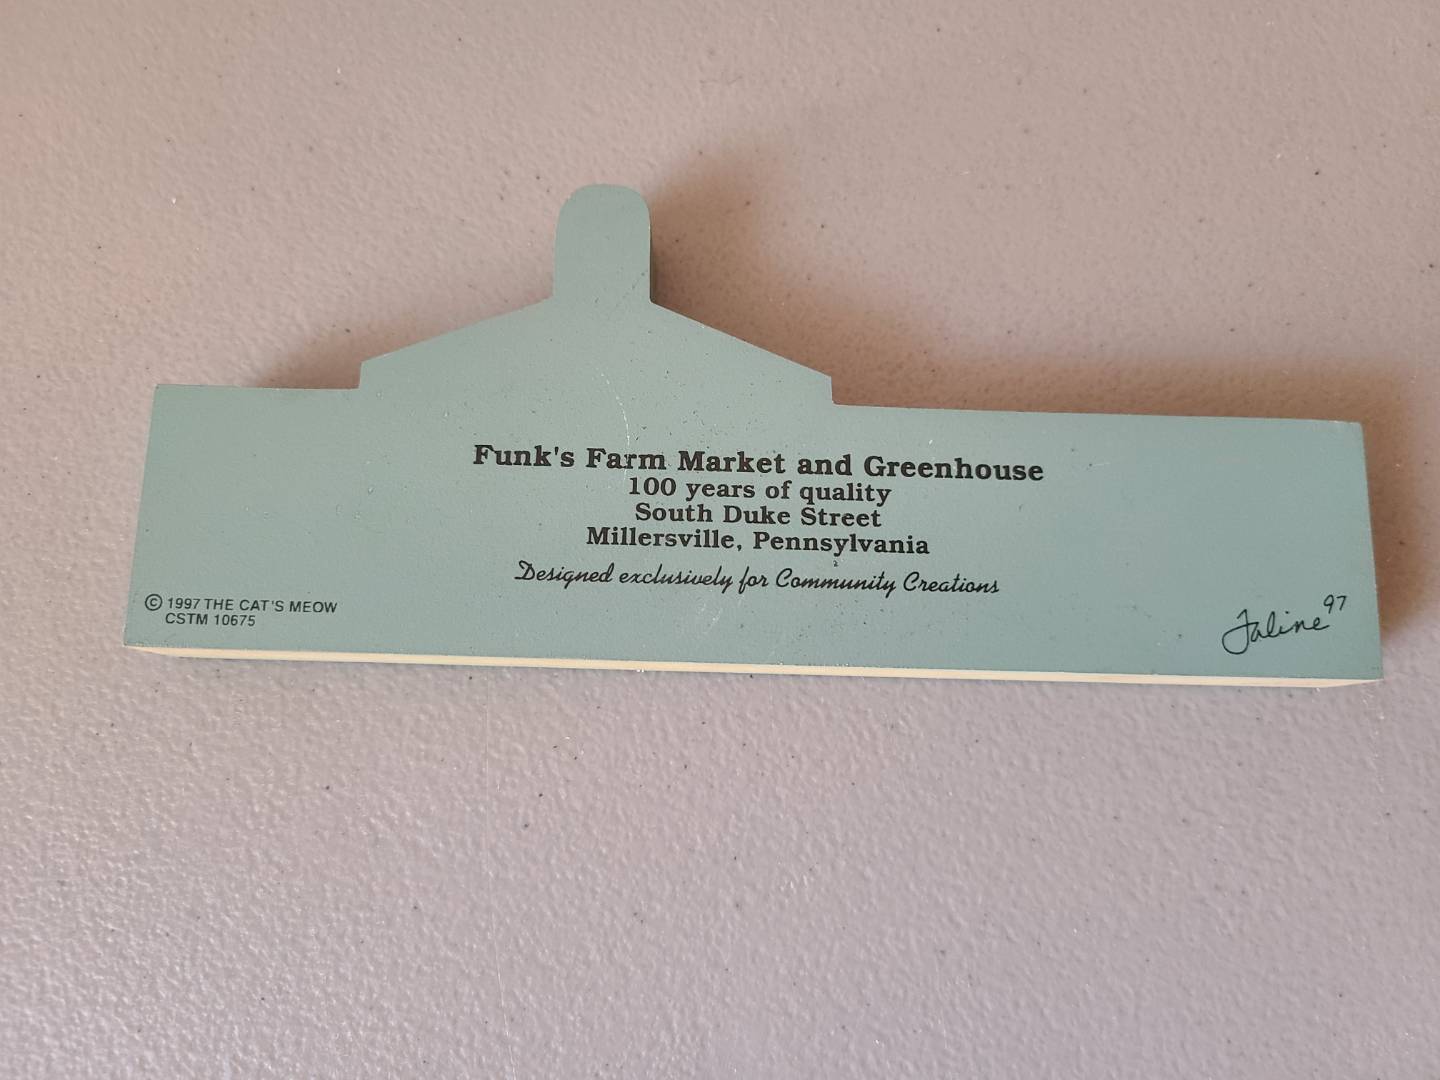 Funk's Farm Market and Greenhouse
100 years of quality
South Duke Street
Millersville, Pennsylvania
Designed exclusively for Community Creations
© 1997 THE CAT'S MEOW
CSTM 10675
Faline 97